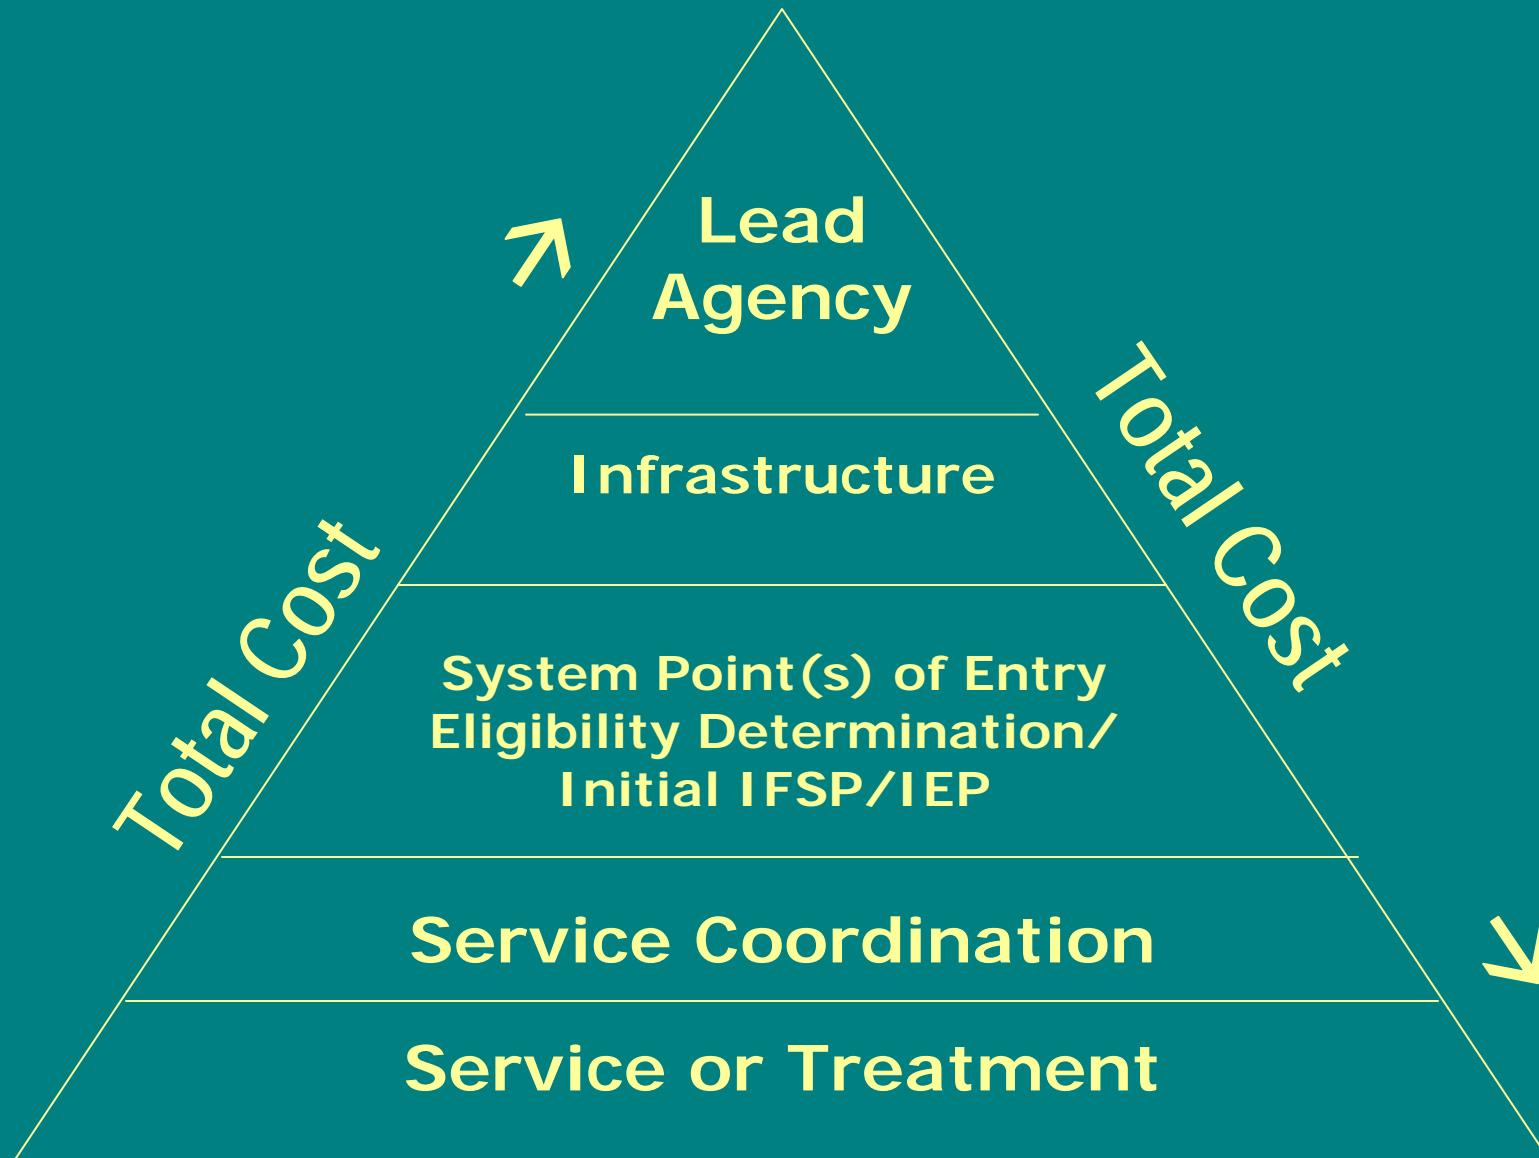 Lead
Agency
Infrastructure
Total Cost
Total Cost
System Point(s) of Entry
Eligibility Determination/
Initial IFSP/IEP
Service Coordination
Service or Treatment